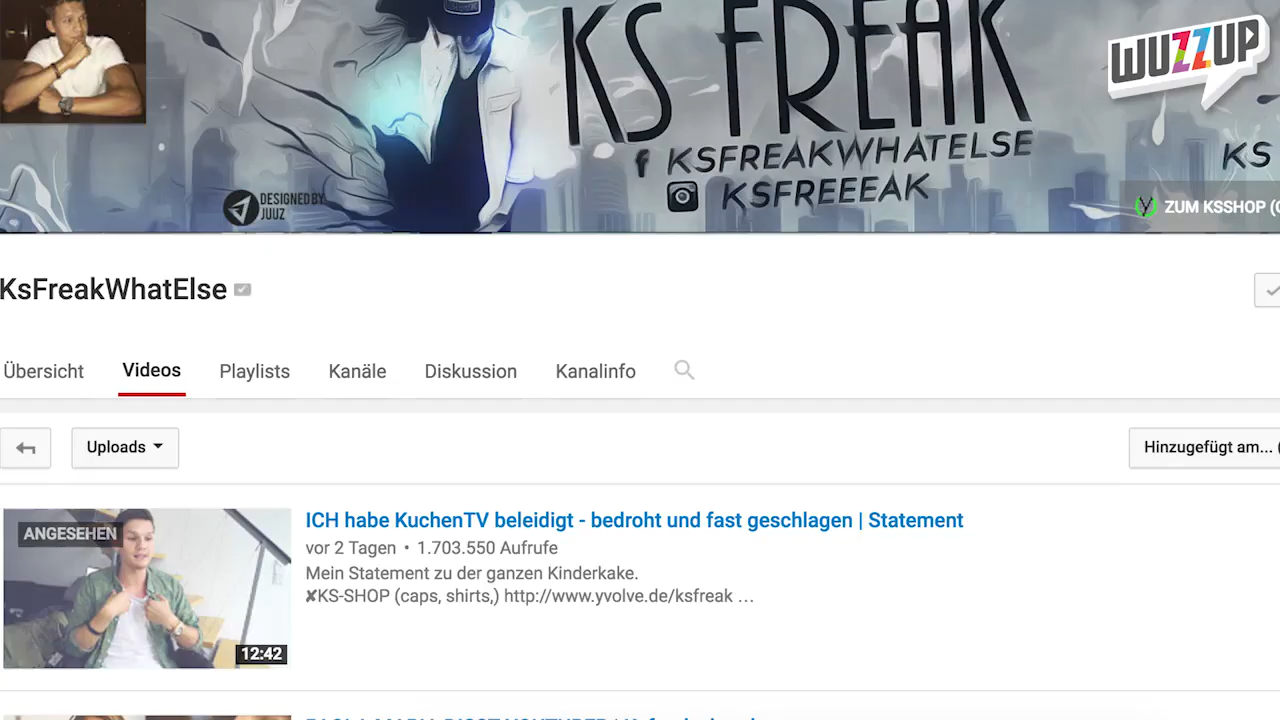 KS FREAK
WUZZUP
KSFREAKWHATELSE
KSFREEEAK
KS
DESIGNED BY
JUUZ
ZUM KSSHOP
KsFreakWhatElse
Übersicht Videos Playlists Kanäle Diskussion Kanalinfo
Uploads
Hinzugefügt am...
ANGESEHEN
12:42
ICH habe KuchenTV beleidigt - bedroht und fast geschlagen | Statement
vor 2 Tagen • 1.703.550 Aufrufe
Mein Statement zu der ganzen Kinderkake.
✘KS-SHOP (caps, shirts,) http://www.yvolve.de/ksfreak …